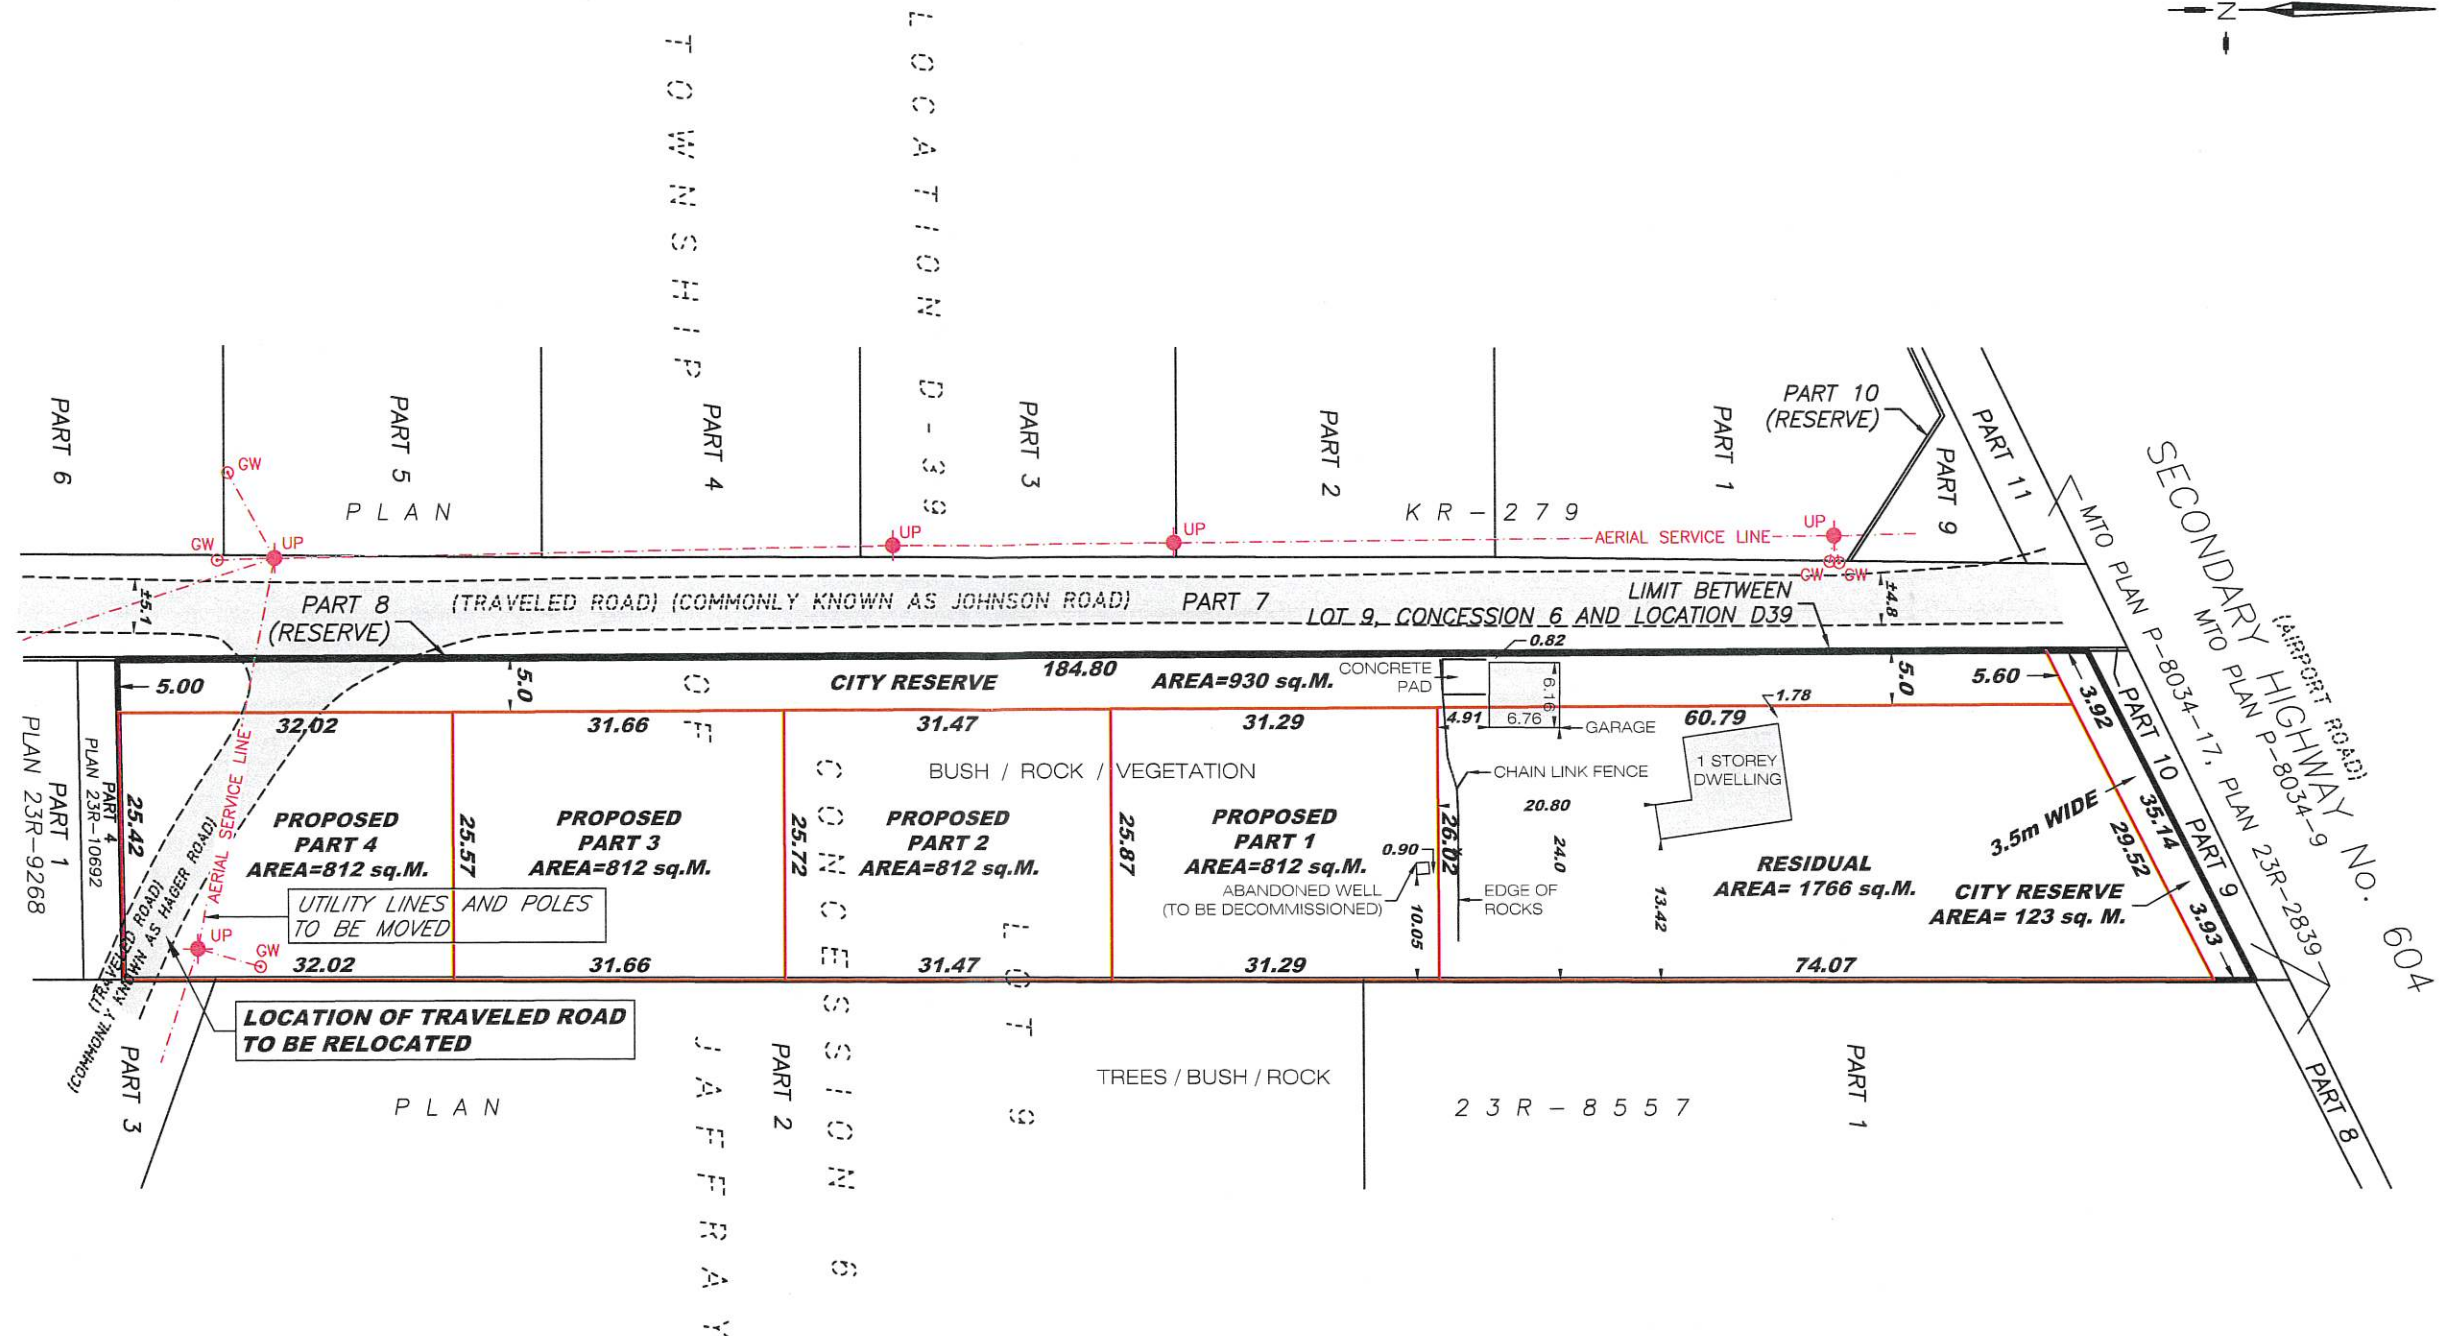 N
LOCATION D-39
TOWNSHIP
OF
JAFFRAY
CONCESSION 6
LOT 9
PART 6
PART 5
PART 4
PART 3
PART 2
PART 1
PART 10
(RESERVE)
PART 9
PART 11
PLAN
KR-279
GW
GW
UP
UP
UP
UP
GW
GW
AERIAL SERVICE LINE
SECONDARY HIGHWAY No. 604
(AIRPORT ROAD)
MTO PLAN P-8034-9
MTO PLAN P-8034-17, PLAN 23R-2839
±5.1
PART 8
(RESERVE)
(TRAVELED ROAD) (COMMONLY KNOWN AS JOHNSON ROAD)
PART 7
LIMIT BETWEEN
LOT 9, CONCESSION 6 AND LOCATION D39
±4.8
0.82
5.00
5.0
CITY RESERVE
184.80
AREA=930 sq.M.
CONCRETE
PAD
6.16
6.76
4.91
GARAGE
5.0
5.60
3.92
1.78
32.02
31.66
31.47
31.29
60.79
PART 10
PART 9
PLAN 23R-9268
PART 1
PLAN 23R-10692
PART 4
25.42
25.57
25.72
25.87
26.02
BUSH / ROCK / VEGETATION
CHAIN LINK FENCE
1 STOREY
DWELLING
20.80
24.0
13.42
3.5m WIDE
35.14
29.52
3.93
PROPOSED
PART 4
AREA=812 sq.M.
PROPOSED
PART 3
AREA=812 sq.M.
PROPOSED
PART 2
AREA=812 sq.M.
PROPOSED
PART 1
AREA=812 sq.M.
0.90
10.05
ABANDONED WELL
(TO BE DECOMMISSIONED)
EDGE OF
ROCKS
RESIDUAL
AREA= 1766 sq.M.
CITY RESERVE
AREA= 123 sq. M.
AERIAL SERVICE LINE
UTILITY LINES AND POLES
TO BE MOVED
UP
GW
32.02
31.66
31.47
31.29
74.07
(TRAVELED ROAD)
(COMMONLY KNOWN AS HAGER ROAD)
LOCATION OF TRAVELED ROAD
TO BE RELOCATED
PART 3
PLAN
PART 2
TREES / BUSH / ROCK
23R-8557
PART 1
PART 8